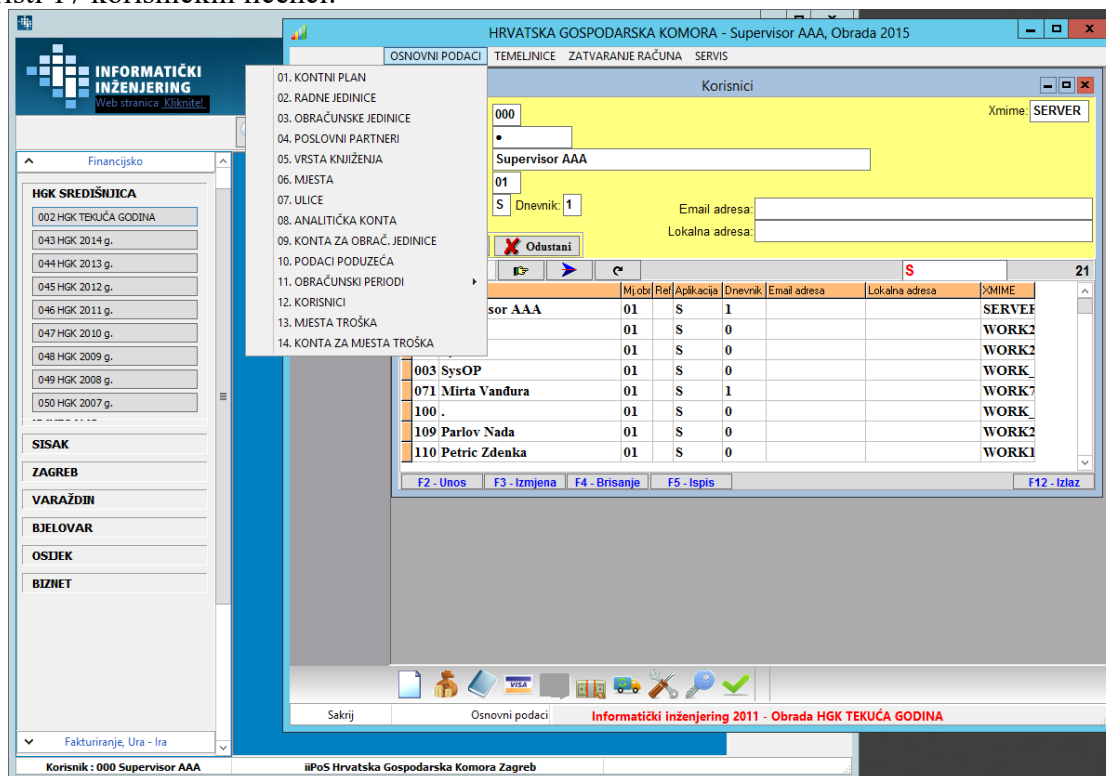 INFORMATIČKI
INŽENJERING
Web stranica Kliknite!
Financijsko
HGK SREDIŠNJICA
002 HGK TEKUĆA GODINA
043 HGK 2014 g.
044 HGK 2013 g.
045 HGK 2012 g.
046 HGK 2011 g.
047 HGK 2010 g.
048 HGK 2009 g.
049 HGK 2008 g.
050 HGK 2007 g.
SISAK
ZAGREB
VARAŽDIN
BJELOVAR
OSIJEK
BIZNET
Fakturiranje, Ura - Ira
Korisnik : 000 Supervisor AAA
iiPoS Hrvatska Gospodarska Komora Zagreb
HRVATSKA GOSPODARSKA KOMORA - Supervisor AAA, Obrada 2015
OSNOVNI PODACI TEMELJNICE ZATVARANJE RAČUNA SERVIS
01. KONTNI PLAN
02. RADNE JEDINICE
03. OBRAČUNSKE JEDINICE
04. POSLOVNI PARTNERI
05. VRSTA KNJIŽENJA
06. MJESTA
07. ULICE
08. ANALITIČKA KONTA
09. KONTA ZA OBRAČ. JEDINICE
10. PODACI PODUZEĆA
11. OBRAČUNSKI PERIODI
12. KORISNICI
13. MJESTA TROŠKA
14. KONTA ZA MJESTA TROŠKA
Korisnici
000
Xmime: SERVER
Supervisor AAA
01
S Dnevnik: 1
Email adresa:
Lokalna adresa:
Odustani
S 21
Mj.obr Ref Aplikacija Dnevnik Email adresa Lokalna adresa XMIME
sor AAA 01 S 1 SERVER
01 S 0 WORK2
01 S 0 WORK2
003 SysOP 01 S 0 WORK_
071 Mirta Vanđura 01 S 1 WORK7
100 . 01 S 0 WORK_
109 Parlov Nada 01 S 0 WORK2
110 Petric Zdenka 01 S 0 WORK1
F2 - Unos F3 - Izmjena F4 - Brisanje F5 - Ispis F12 - Izlaz
VISA
Sakrij
Osnovni podaci
Informatički inženjering 2011 - Obrada HGK TEKUĆA GODINA